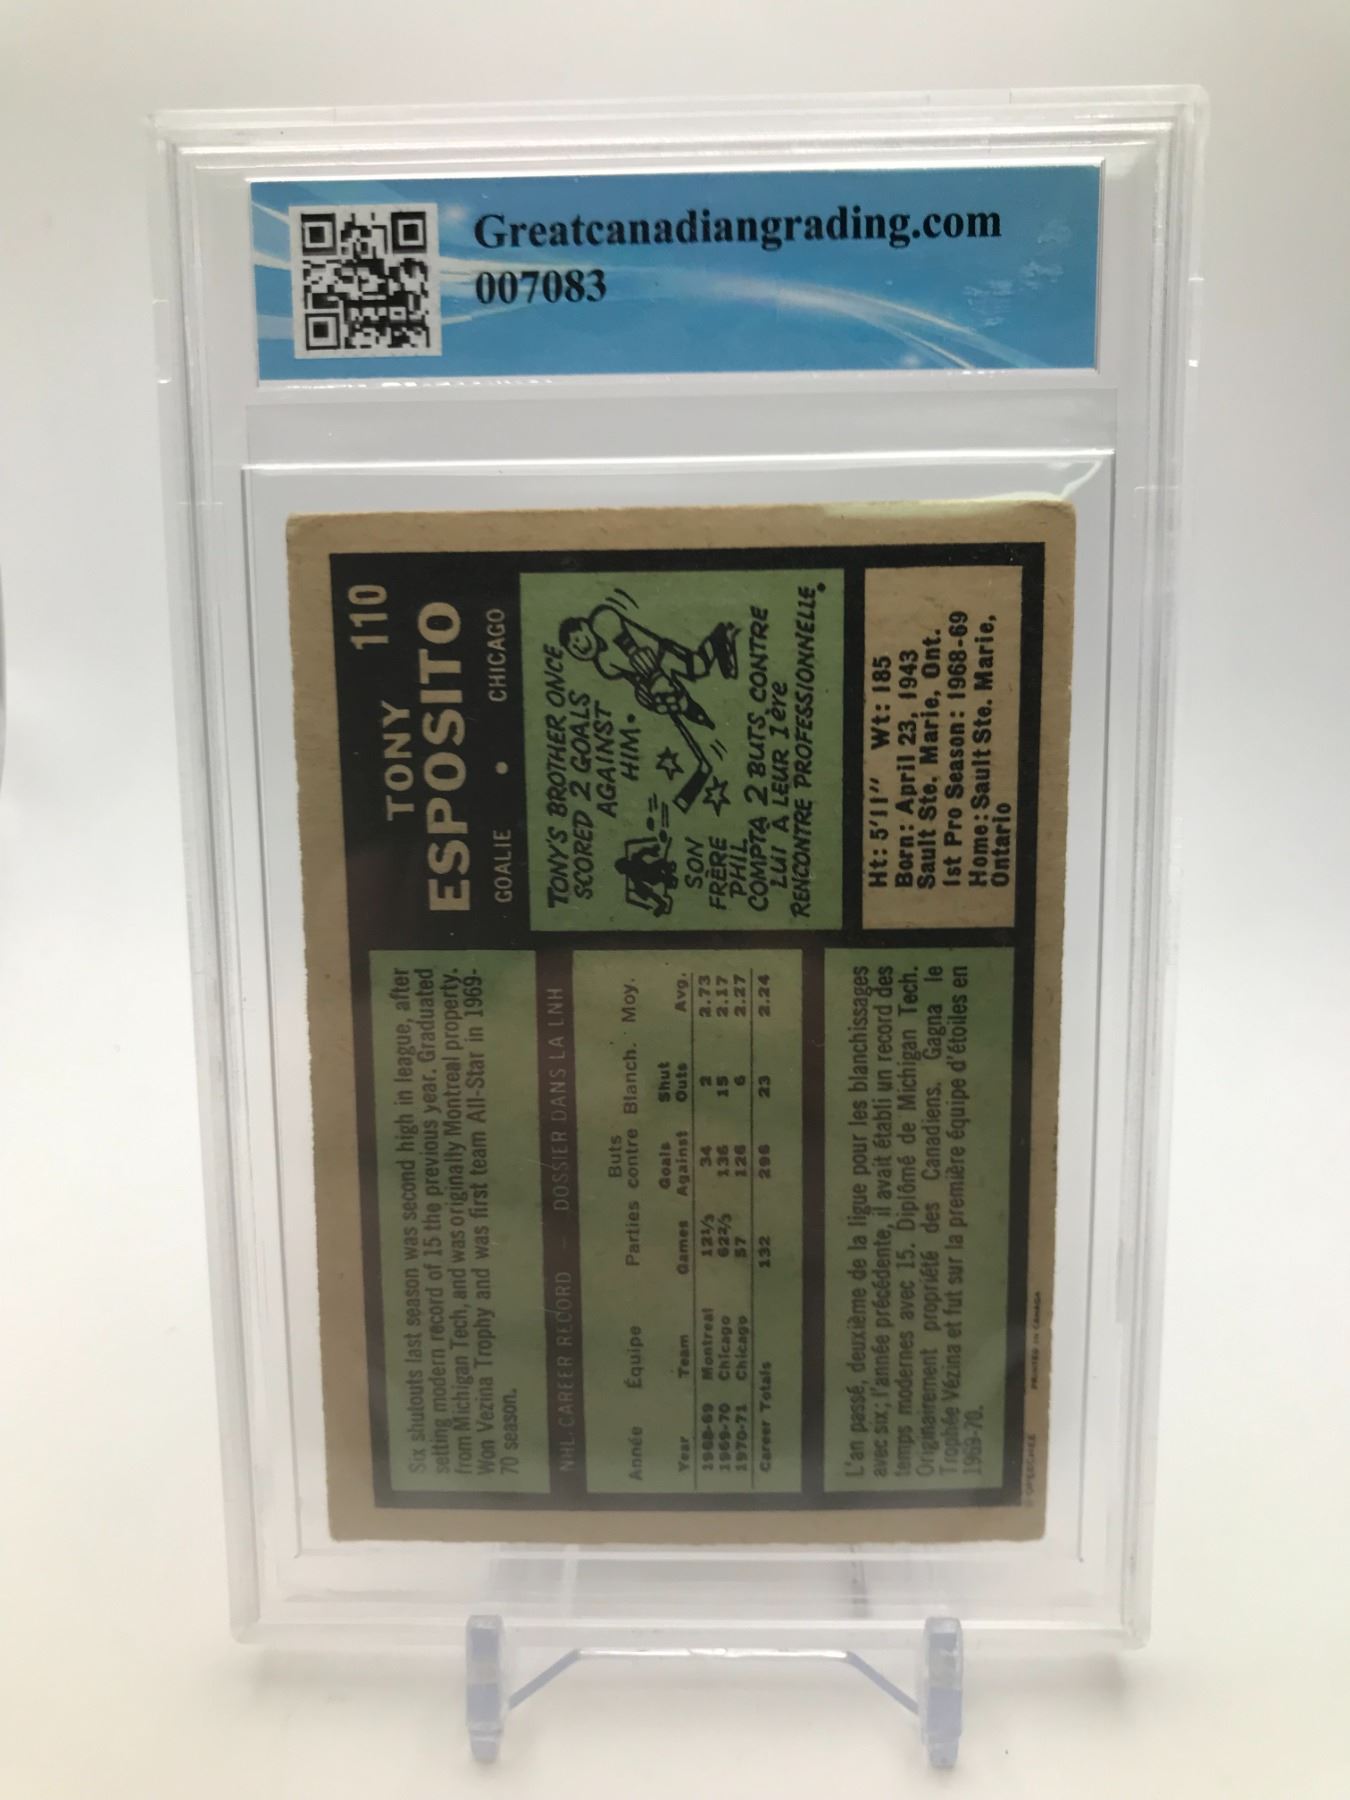 Greatcanadiangrading.com
007083
110
TONY
ESPOSITO
GOALIE • CHICAGO
Six shutouts last season was second high in league, after
setting modern record of 15 the previous year. Graduated
from Michigan Tech, and was originally Montreal property.
Won Vezina Trophy and was first team All-Star in 1969-
70 season.
TONY'S BROTHER ONCE
SCORED 2 GOALS
AGAINST
HIM.
SON
FRÈRE
PHIL
COMPTA 2 BUTS CONTRE
LUI A LEUR 1ère
RENCONTRE PROFESSIONNELLE.
NHL CAREER RECORD — DOSSIER DANS LA LNH
Buts
Année Équipe Parties contre Blanch. Moy.
Goals Shut
Year Team Games Against Outs Avg.
1968-69 Montreal 12⅓ 34 2 2.73
1969-70 Chicago 62⅔ 136 15 2.17
1970-71 Chicago 57 126 6 2.27
Career Totals 132 296 23 2.24
Ht: 5'11" Wt: 185
Born: April 23, 1943
Sault Ste. Marie, Ont.
1st Pro Season: 1968-69
Home: Sault Ste. Marie,
Ontario
L'an passé, deuxième de la ligue pour les blanchissages
avec six; l'année précédente, il avait établi un record des
temps modernes avec 15. Diplômé de Michigan Tech.
Originairement propriété des Canadiens. Gagna le
Trophée Vézina et fut sur la première équipe d'étoiles en
1969-70.
PRINTED IN CANADA